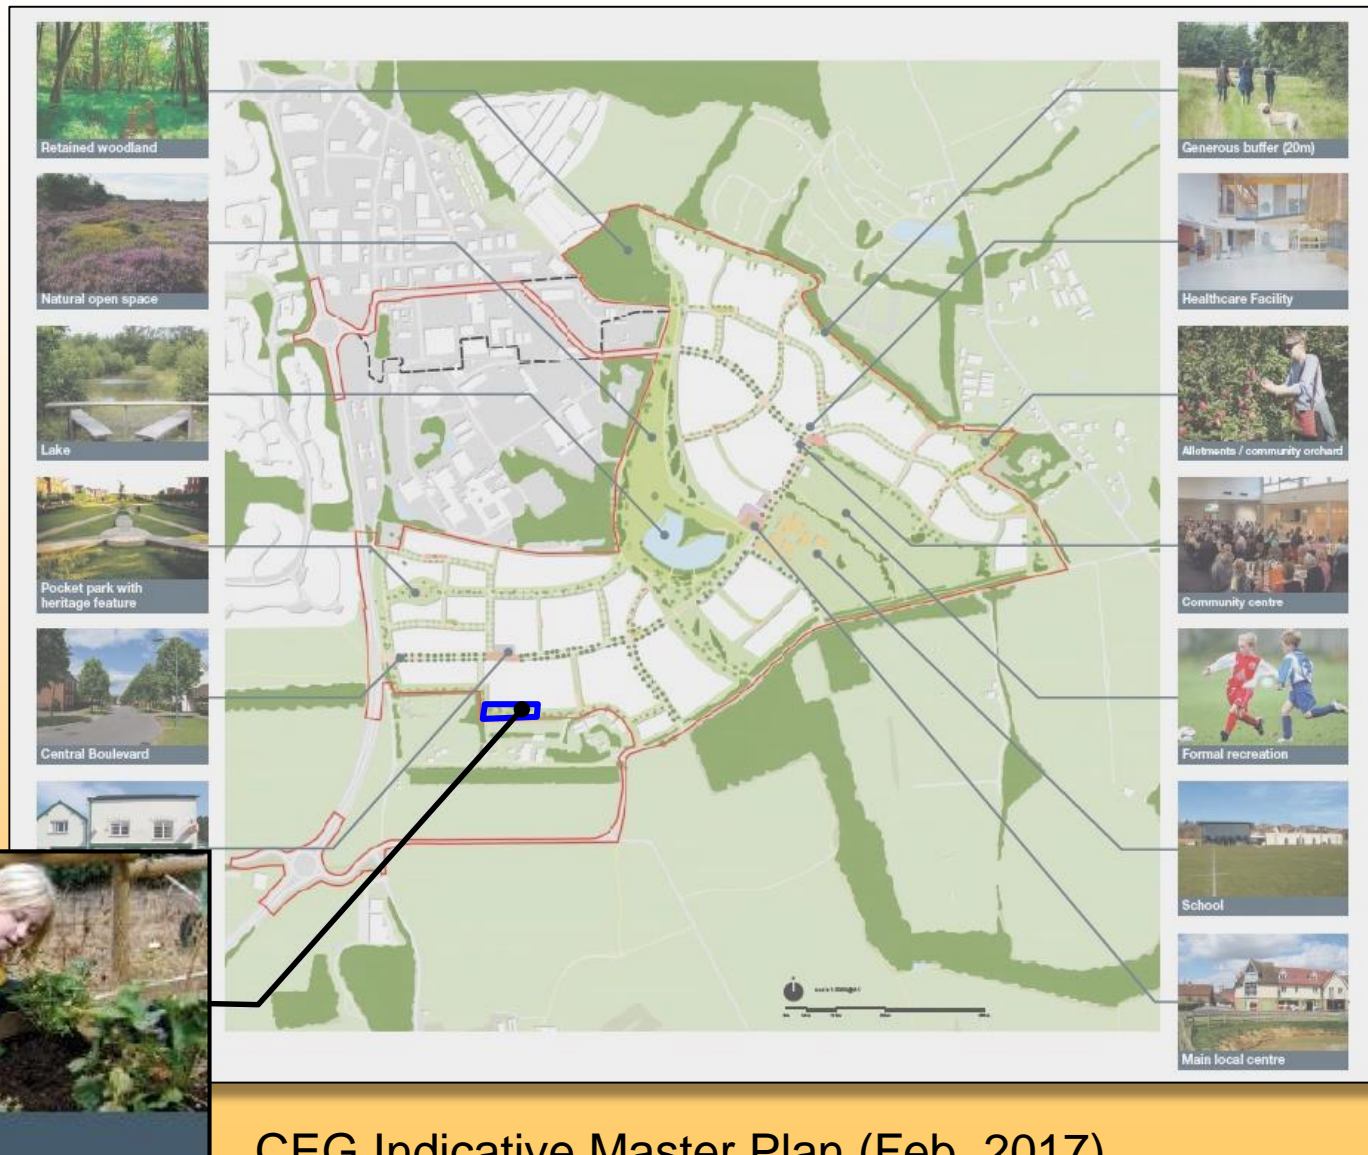 Retained woodland
Natural open space
Lake
Pocket park with
heritage feature
Central Boulevard
Generous buffer (20m)
Healthcare Facility
Allotments / community orchard
Community centre
Formal recreation
School
Main local centre
CEG Indicative Master Plan (Feb. 2017)